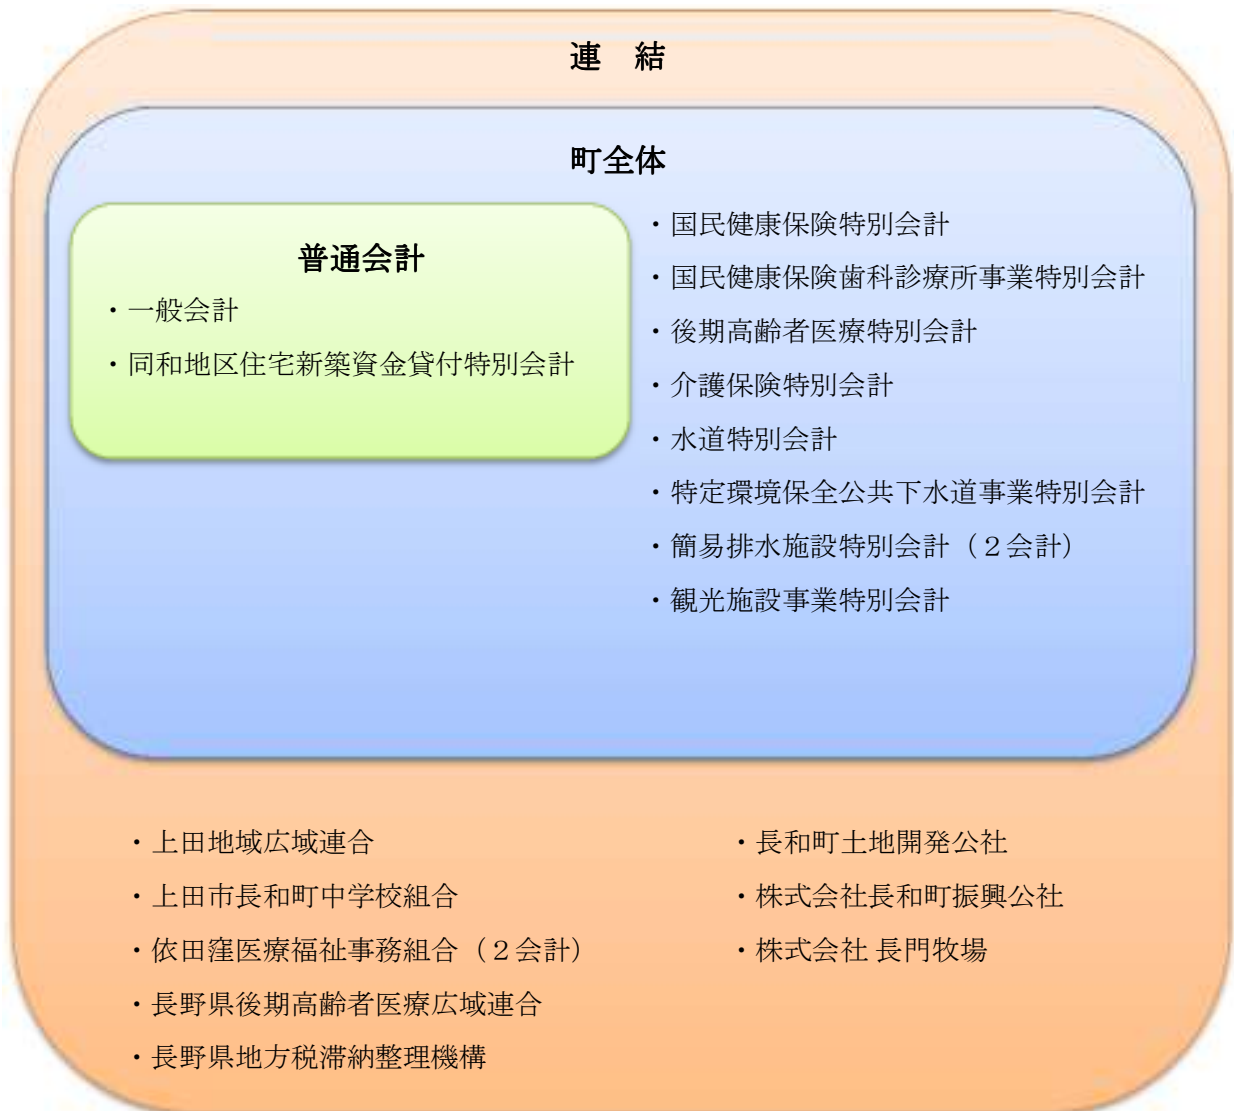 連　結
町全体
普通会計
・一般会計
・同和地区住宅新築資金貸付特別会計
・国民健康保険特別会計
・国民健康保険歯科診療所事業特別会計
・後期高齢者医療特別会計
・介護保険特別会計
・水道特別会計
・特定環境保全公共下水道事業特別会計
・簡易排水施設特別会計（２会計）
・観光施設事業特別会計
・上田地域広域連合
・上田市長和町中学校組合
・依田窪医療福祉事務組合（２会計）
・長野県後期高齢者医療広域連合
・長野県地方税滞納整理機構
・長和町土地開発公社
・株式会社長和町振興公社
・株式会社 長門牧場